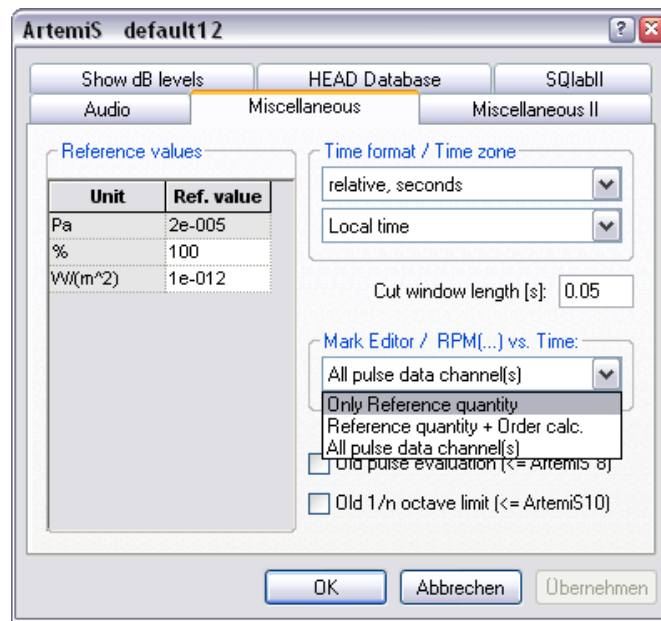 ArtemiS default12
Show dB levels HEAD Database SQlabII
Audio Miscellaneous Miscellaneous II
Reference values
Unit Ref. value
Pa 2e-005
% 100
W/(m^2) 1e-012
Time format / Time zone
relative, seconds
Local time
Cut window length [s]: 0.05
Mark Editor / RPM(...) vs. Time:
All pulse data channel(s)
Only Reference quantity
Reference quantity + Order calc.
All pulse data channel(s)
Old pulse evaluation (<= ArtemiS 8)
Old 1/n octave limit (<= ArtemiS10)
OK Abbrechen Übernehmen